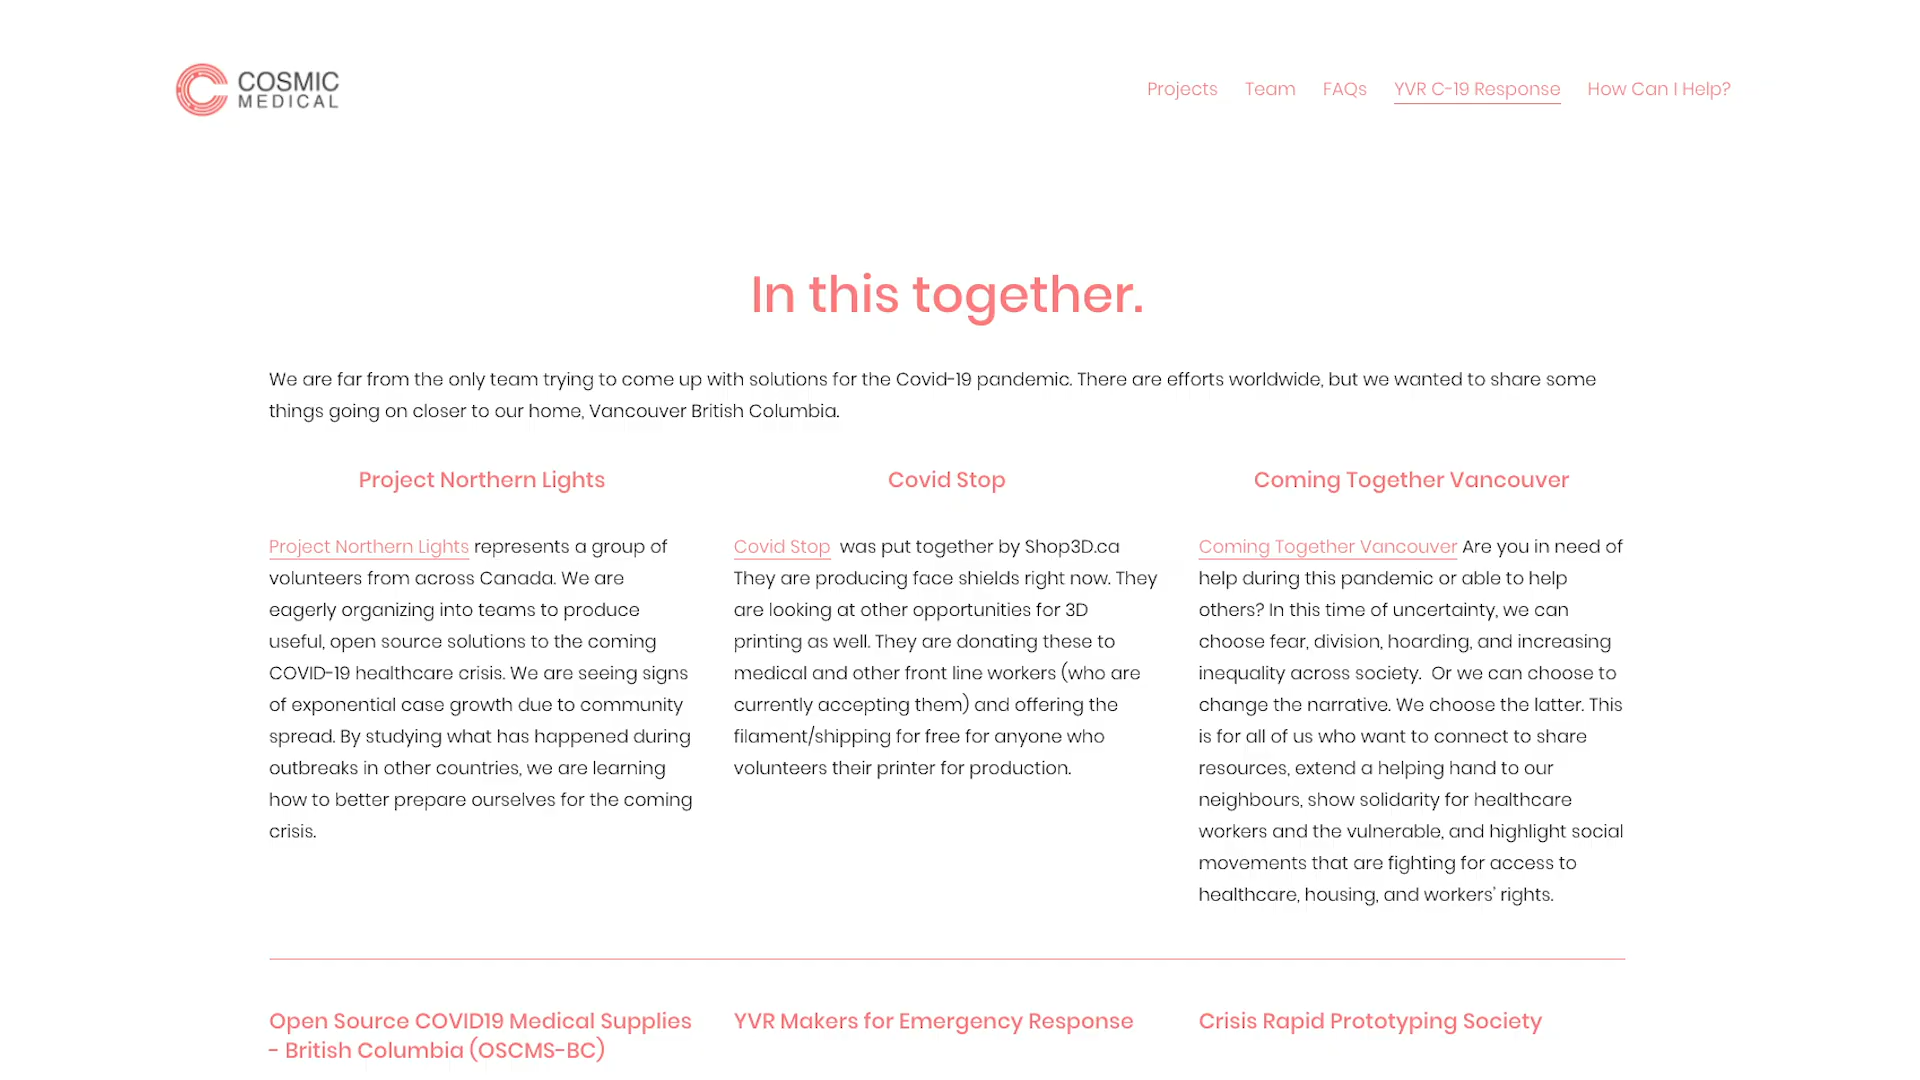 COSMIC
MEDICAL
Projects Team FAQs YVR C-19 Response How Can I Help?
In this together.
We are far from the only team trying to come up with solutions for the Covid-19 pandemic. There are efforts worldwide, but we wanted to share some
things going on closer to our home, Vancouver British Columbia.
Project Northern Lights
Project Northern Lights represents a group of
volunteers from across Canada. We are
eagerly organizing into teams to produce
useful, open source solutions to the coming
COVID-19 healthcare crisis. We are seeing signs
of exponential case growth due to community
spread. By studying what has happened during
outbreaks in other countries, we are learning
how to better prepare ourselves for the coming
crisis.
Covid Stop
Covid Stop was put together by Shop3D.ca
They are producing face shields right now. They
are looking at other opportunities for 3D
printing as well. They are donating these to
medical and other front line workers (who are
currently accepting them) and offering the
filament/shipping for free for anyone who
volunteers their printer for production.
Coming Together Vancouver
Coming Together Vancouver Are you in need of
help during this pandemic or able to help
others? In this time of uncertainty, we can
choose fear, division, hoarding, and increasing
inequality across society.  Or we can choose to
change the narrative. We choose the latter. This
is for all of us who want to connect to share
resources, extend a helping hand to our
neighbours, show solidarity for healthcare
workers and the vulnerable, and highlight social
movements that are fighting for access to
healthcare, housing, and workers' rights.
Open Source COVID19 Medical Supplies
- British Columbia (OSCMS-BC)
YVR Makers for Emergency Response
Crisis Rapid Prototyping Society